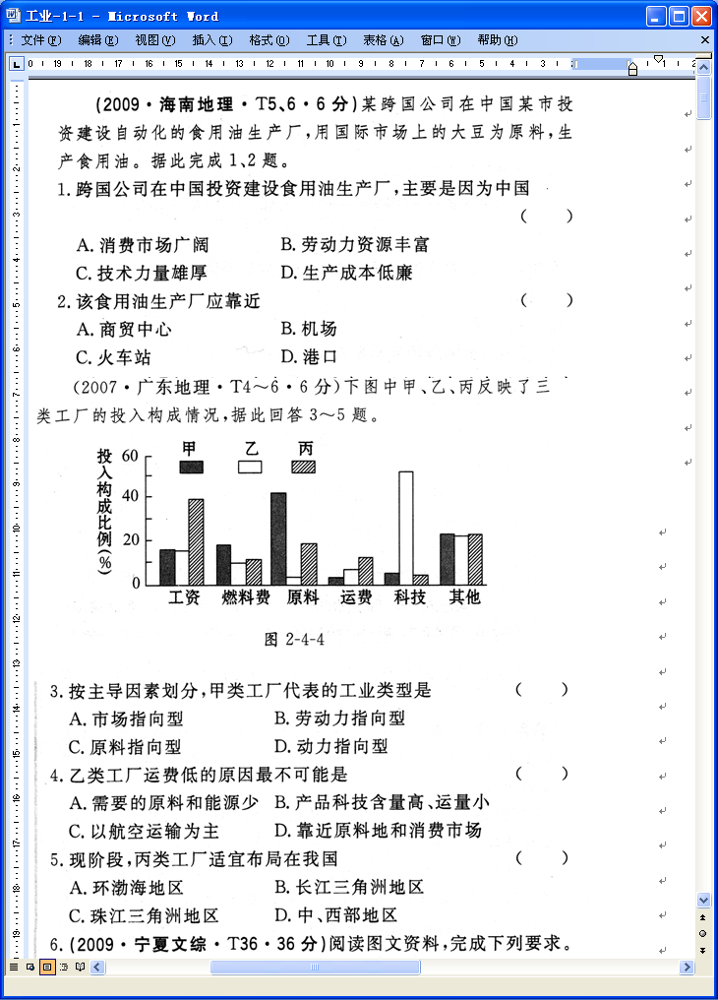 工业-1-1 - Microsoft Word
文件(F) 编辑(E) 视图(V) 插入(I) 格式(O) 工具(T) 表格(A) 窗口(W) 帮助(H)
(2009·海南地理·T5、6·6分)某跨国公司在中国某市投
资建设自动化的食用油生产厂,用国际市场上的大豆为原料,生
产食用油。据此完成1、2题。
1.跨国公司在中国投资建设食用油生产厂,主要是因为中国
( )
A.消费市场广阔 B.劳动力资源丰富
C.技术力量雄厚 D.生产成本低廉
2.该食用油生产厂应靠近 ( )
A.商贸中心 B.机场
C.火车站 D.港口
(2007·广东地理·T4～6·6分)下图中甲、乙、丙反映了三
类工厂的投入构成情况,据此回答3～5题。
投入构成比例(%)
甲 乙 丙
60
40
20
0
工资 燃料费 原料 运费 科技 其他
图 2-4-4
3.按主导因素划分,甲类工厂代表的工业类型是 ( )
A.市场指向型 B.劳动力指向型
C.原料指向型 D.动力指向型
4.乙类工厂运费低的原因最不可能是 ( )
A.需要的原料和能源少 B.产品科技含量高、运量小
C.以航空运输为主 D.靠近原料地和消费市场
5.现阶段,丙类工厂适宜布局在我国 ( )
A.环渤海地区 B.长江三角洲地区
C.珠江三角洲地区 D.中、西部地区
6.(2009·宁夏文综·T36·36分)阅读图文资料,完成下列要求。